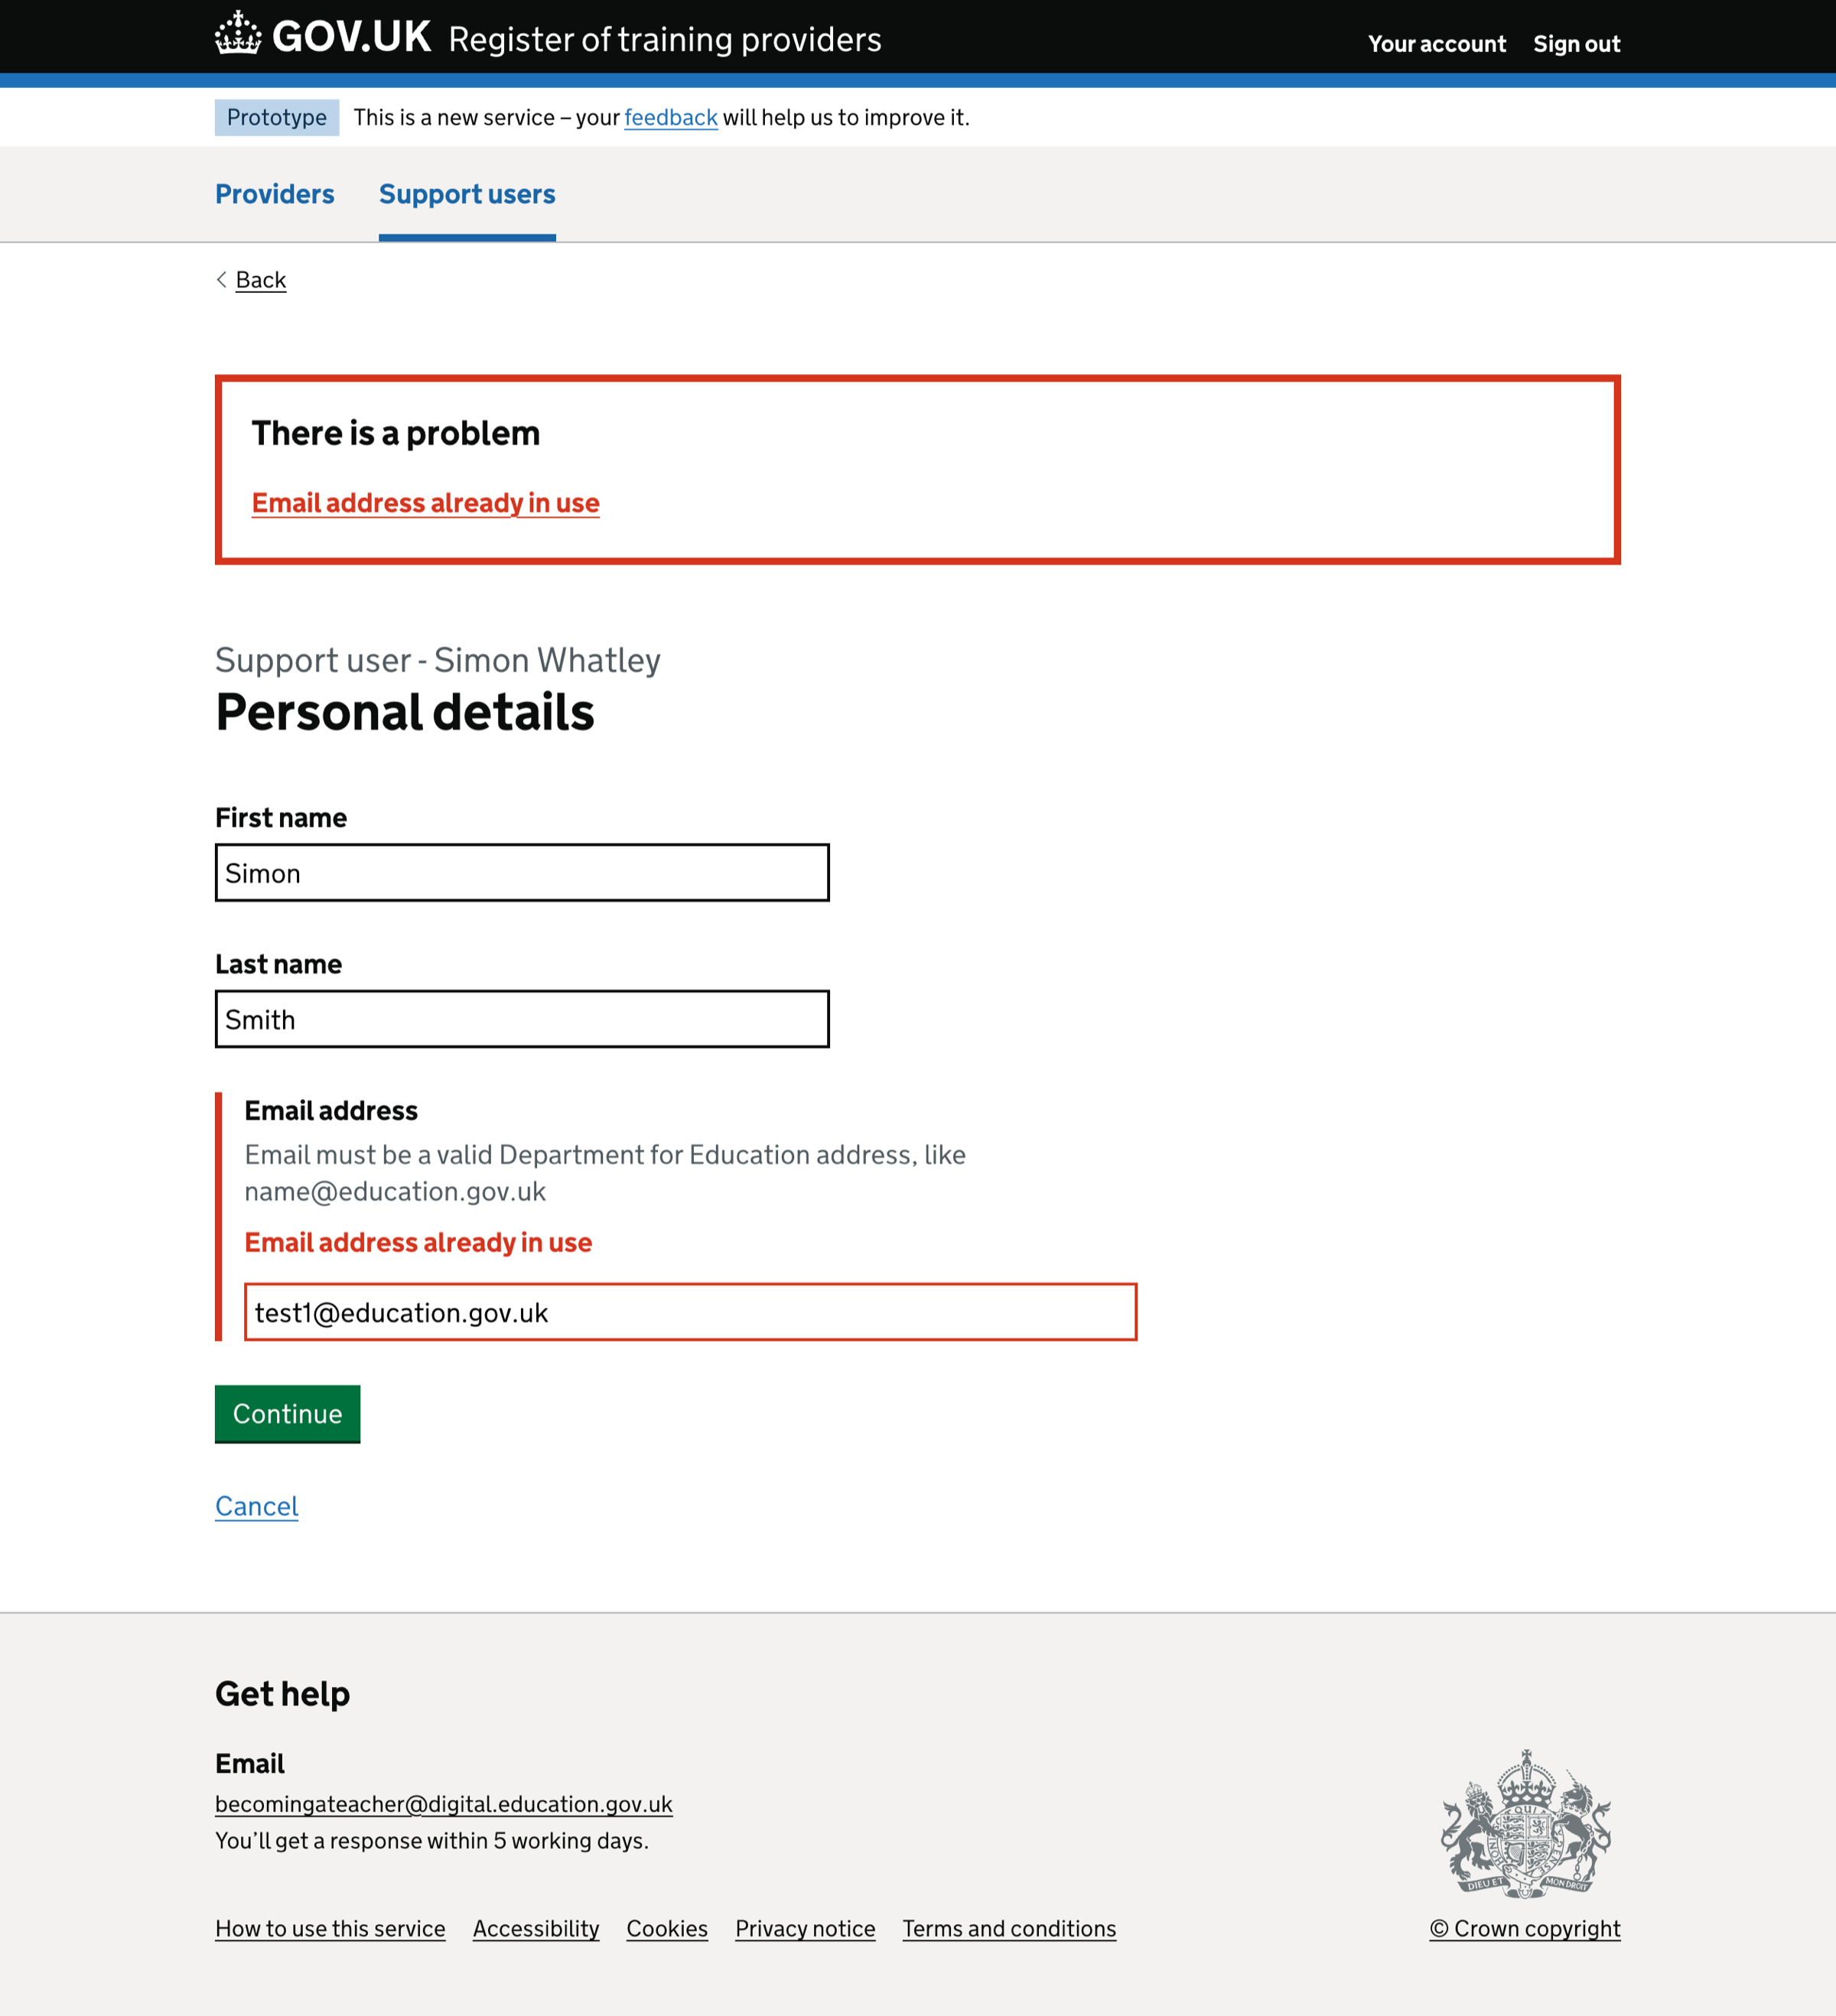 GOV.UK Register of training providers
Your account Sign out
Prototype This is a new service – your feedback will help us to improve it.
Providers Support users
Back
There is a problem
Email address already in use
Support user - Simon Whatley
Personal details
First name
Simon
Last name
Smith
Email address
Email must be a valid Department for Education address, like
name@education.gov.uk
Email address already in use
test1@education.gov.uk
Continue
Cancel
Get help
Email
becomingateacher@digital.education.gov.uk
You’ll get a response within 5 working days.
QUI
DIEU ET MON DROIT
How to use this service Accessibility Cookies Privacy notice Terms and conditions
© Crown copyright